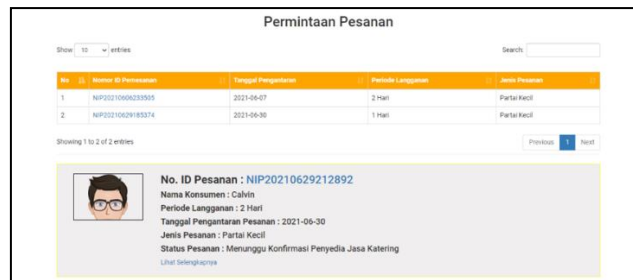 Permintaan Pesanan
Show 10 entries Search:
No Nomor ID Pemesanan Tanggal Pengantaran Periode Langganan Jenis Pesanan
1 NIP20210606233505 2021-06-07 2 Hari Partai Kecil
2 NIP20210629185374 2021-06-30 1 Hari Partai Kecil
Showing 1 to 2 of 2 entries Previous 1 Next
No. ID Pesanan : NIP20210629212892
Nama Konsumen : Calvin
Periode Langganan : 2 Hari
Tanggal Pengantaran Pesanan : 2021-06-30
Jenis Pesanan : Partai Kecil
Status Pesanan : Menunggu Konfirmasi Penyedia Jasa Katering
Lihat Selengkapnya